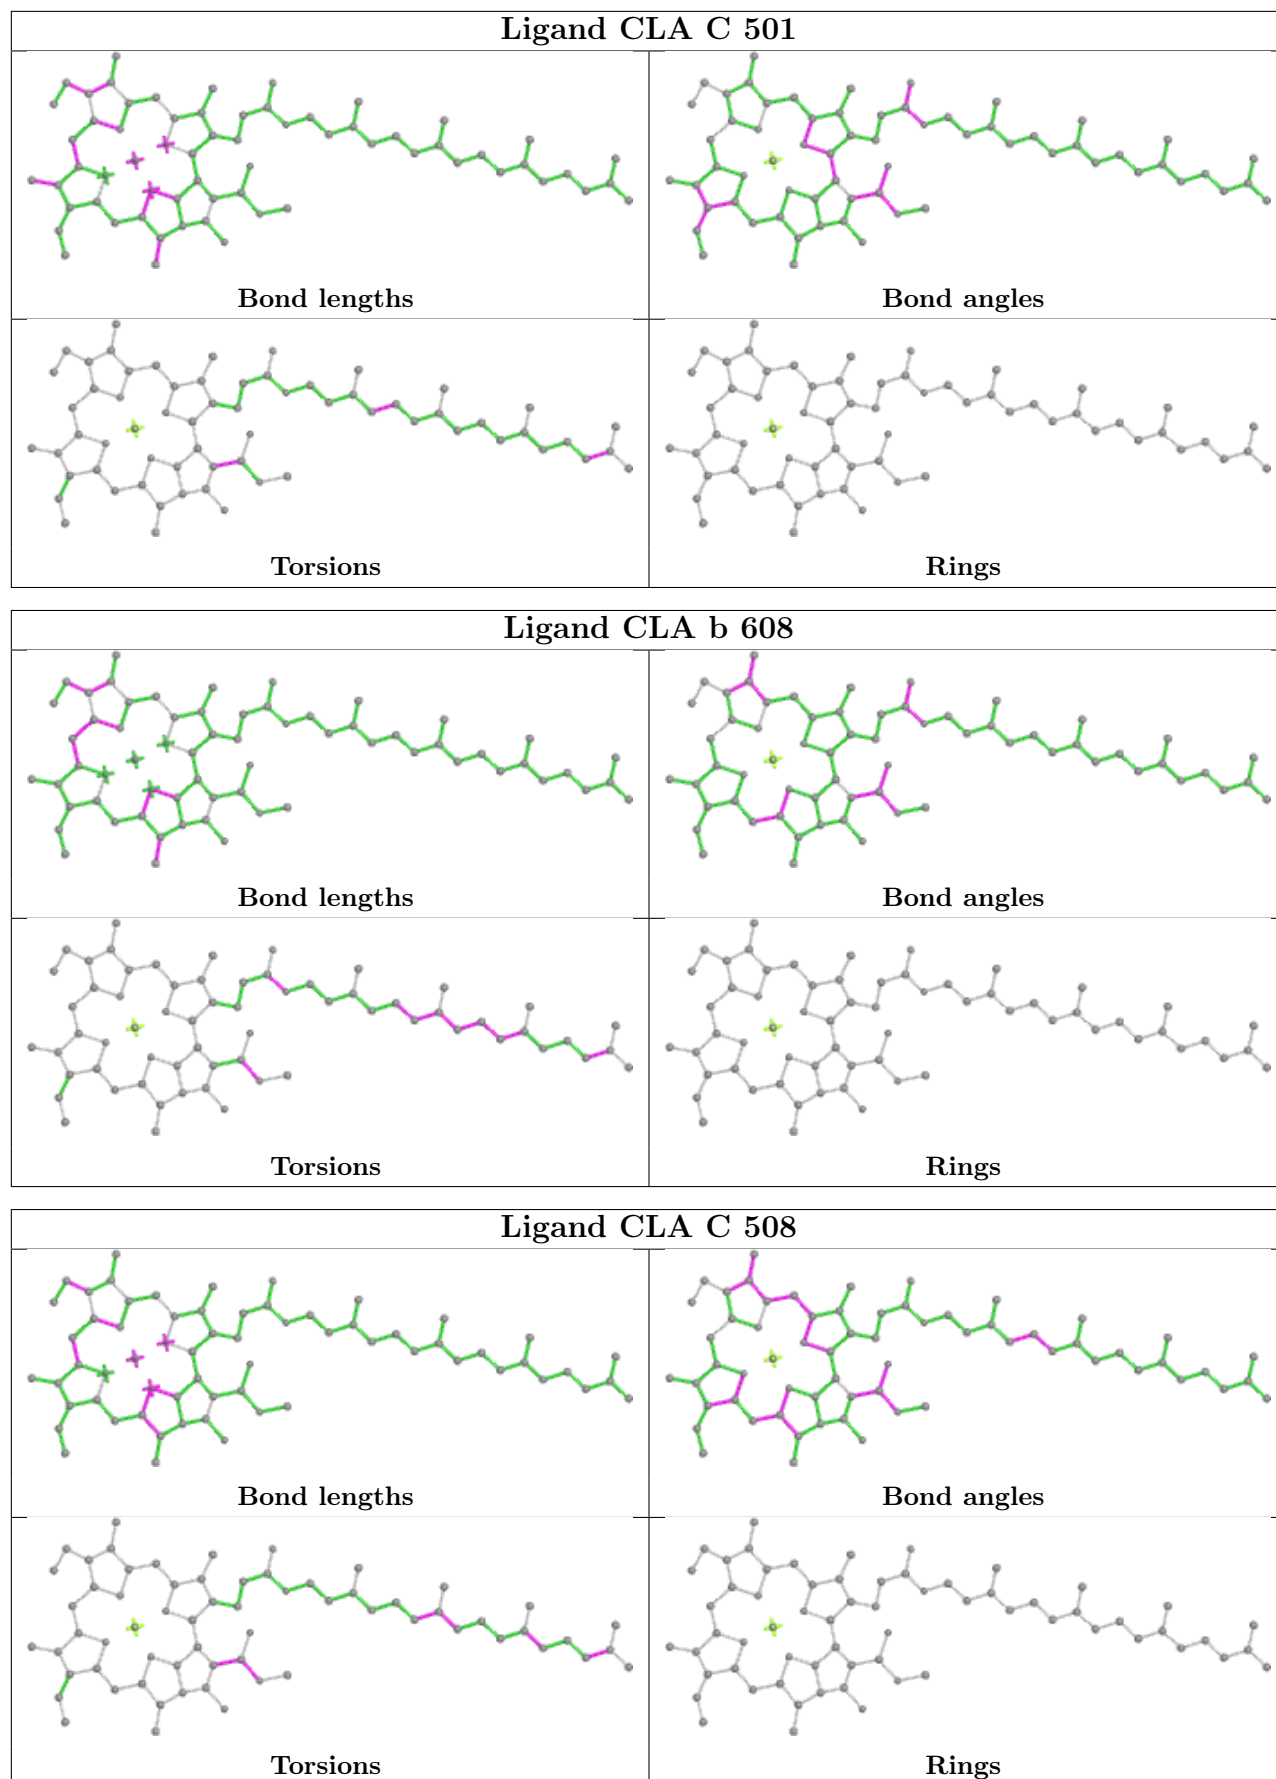 Ligand CLA C 501
Bond lengths
Bond angles
Torsions
Rings
Ligand CLA b 608
Bond lengths
Bond angles
Torsions
Rings
Ligand CLA C 508
Bond lengths
Bond angles
Torsions
Rings